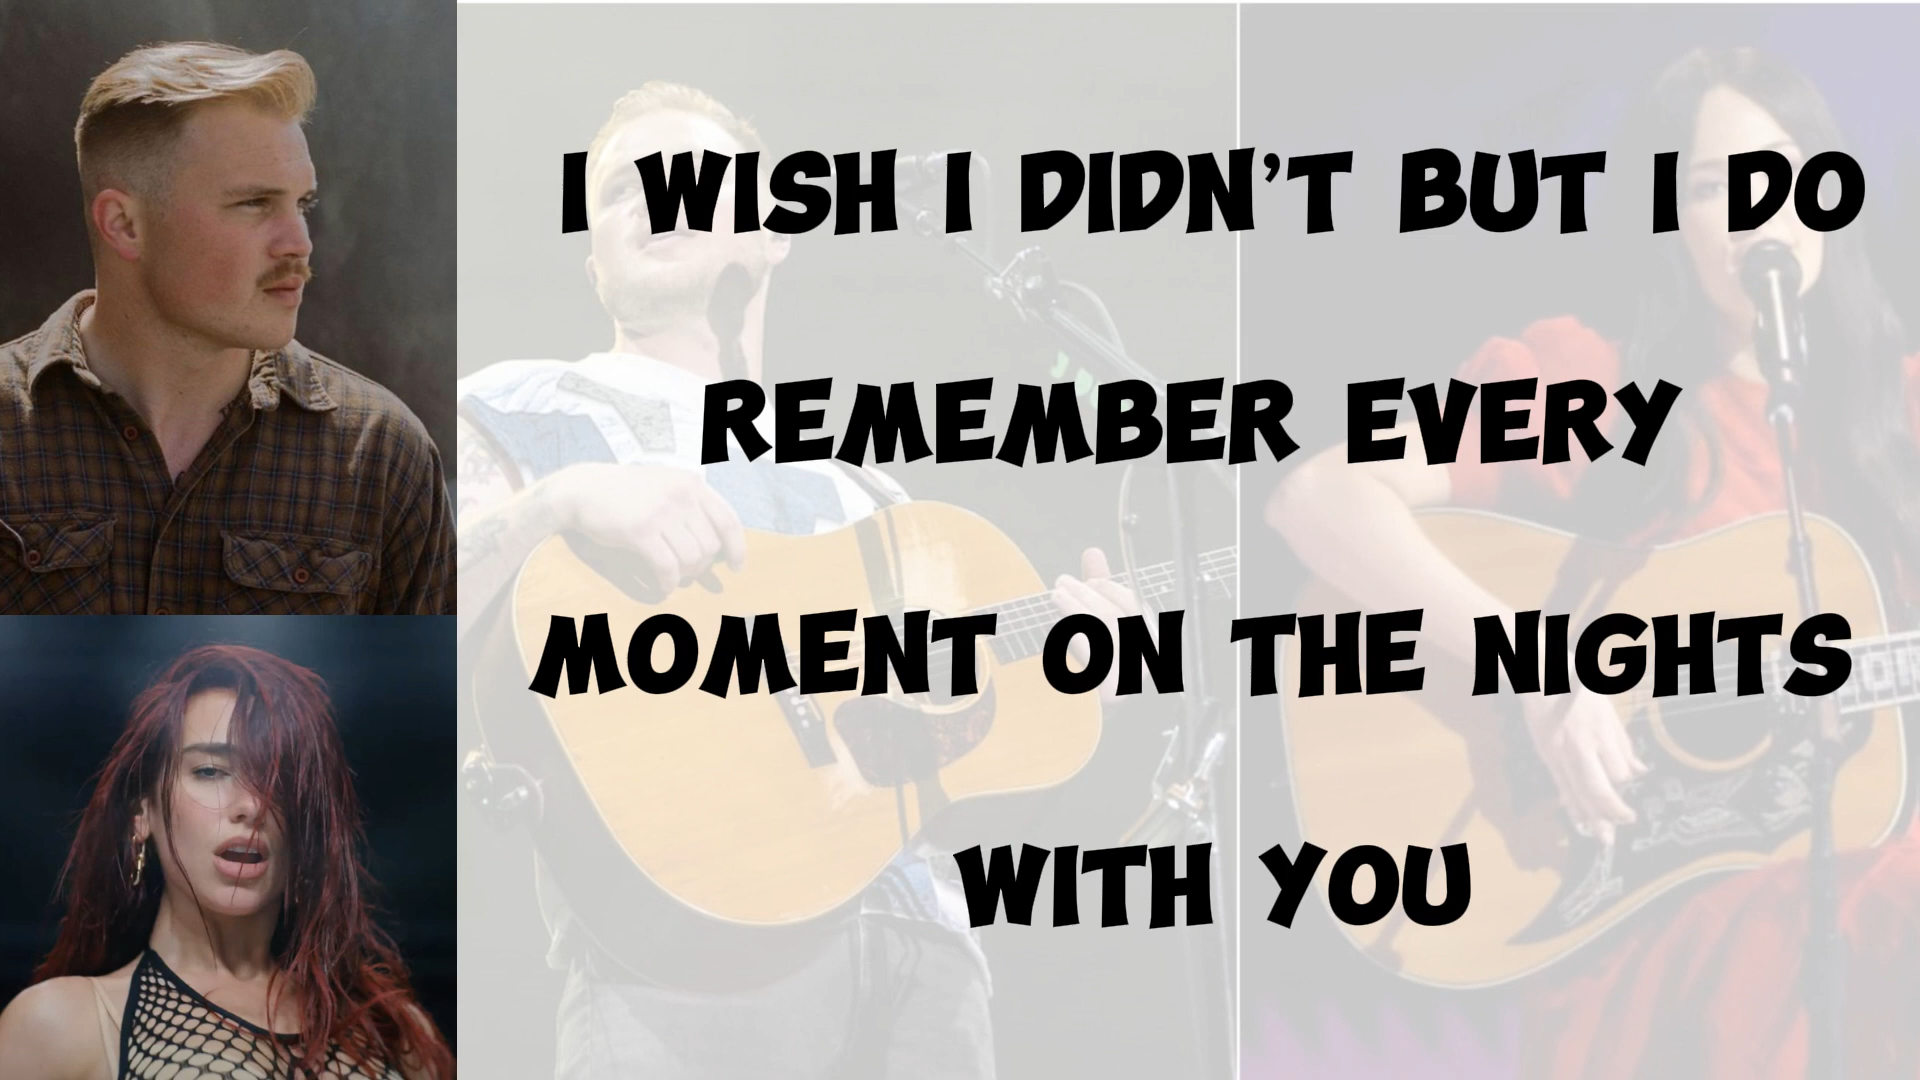 I WISH I DIDN'T BUT I DO
REMEMBER EVERY
MOMENT ON THE NIGHTS
WITH YOU